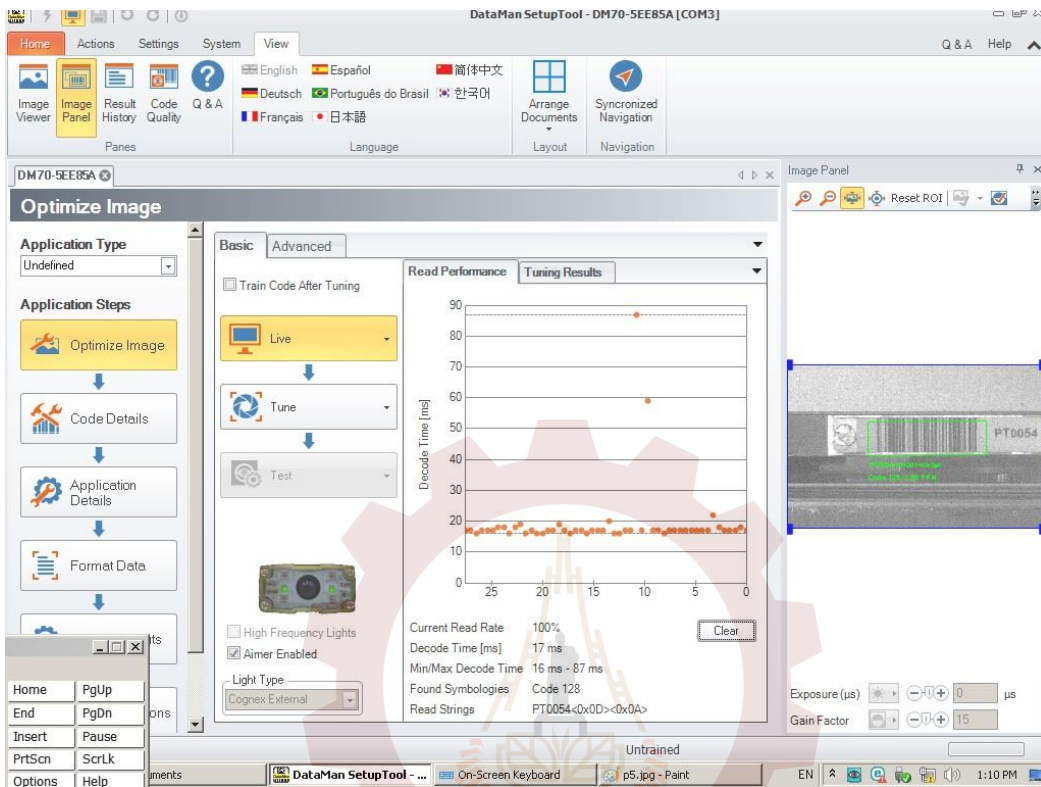 DataMan SetupTool - DM70-5EE85A [COM3]
Home Actions Settings System View Q & A Help
Image Viewer
Image Panel
Result History
Code Quality
Q & A
Panes
English Español 简体中文
Deutsch Português do Brasil 한국어
Français 日本語
Language
Arrange Documents
Layout
Syncronized Navigation
Navigation
DM70-5EE85A
Optimize Image
Application Type
Undefined
Application Steps
Optimize Image
Code Details
Application Details
Format Data
Basic Advanced
Train Code After Tuning
Live
Tune
Test
High Frequency Lights
Aimer Enabled
Light Type
Cognex External
Read Performance Tuning Results
Decode Time [ms]
90
80
70
60
50
40
30
20
10
0
25 20 15 10 5 0
Current Read Rate 100%
Decode Time [ms] 17 ms
Min/Max Decode Time 16 ms - 87 ms
Found Symbologies Code 128
Read Strings PT0054<0x0D><0x0A>
Clear
Image Panel
Reset ROI
PT0054
Exposure (µs) 0 µs
Gain Factor 15
Untrained
Home PgUp
End PgDn
Insert Pause
PrtScn ScrLk
Options Help
lts
ons
uments
DataMan SetupTool - ... On-Screen Keyboard p5.jpg - Paint EN 1:10 PM